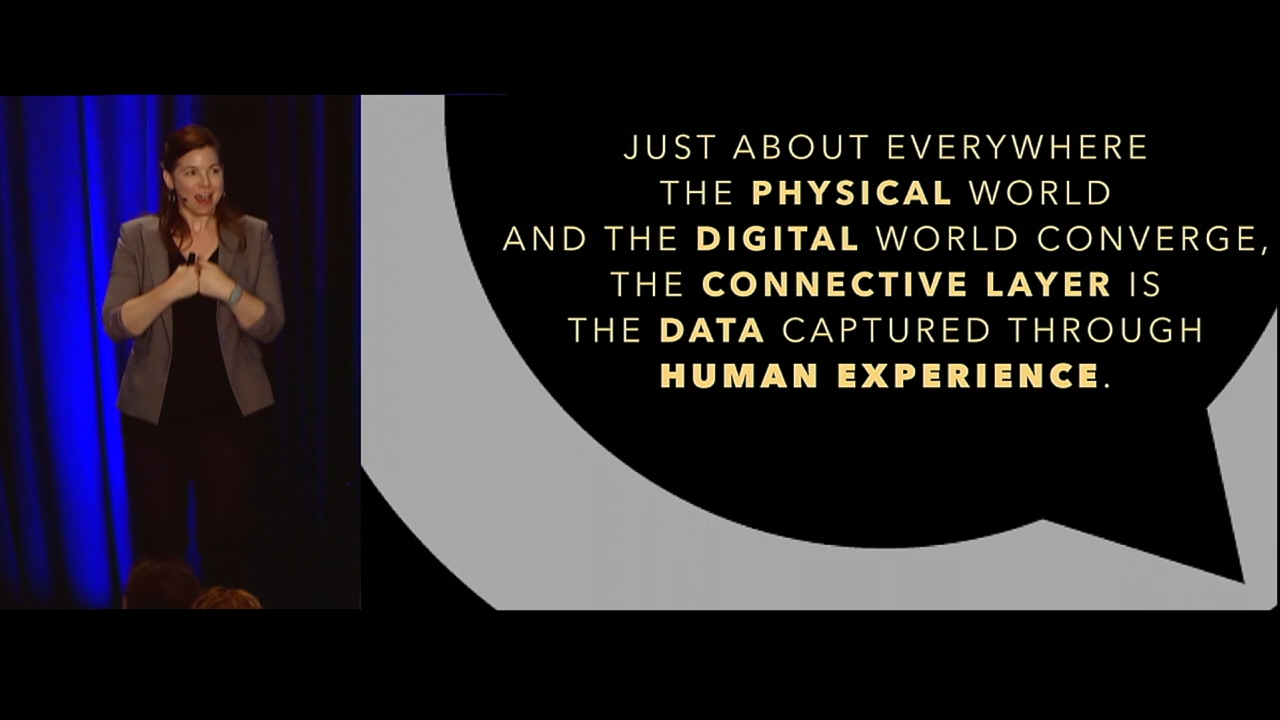 JUST ABOUT EVERYWHERE
THE PHYSICAL WORLD
AND THE DIGITAL WORLD CONVERGE,
THE CONNECTIVE LAYER IS
THE DATA CAPTURED THROUGH
HUMAN EXPERIENCE.